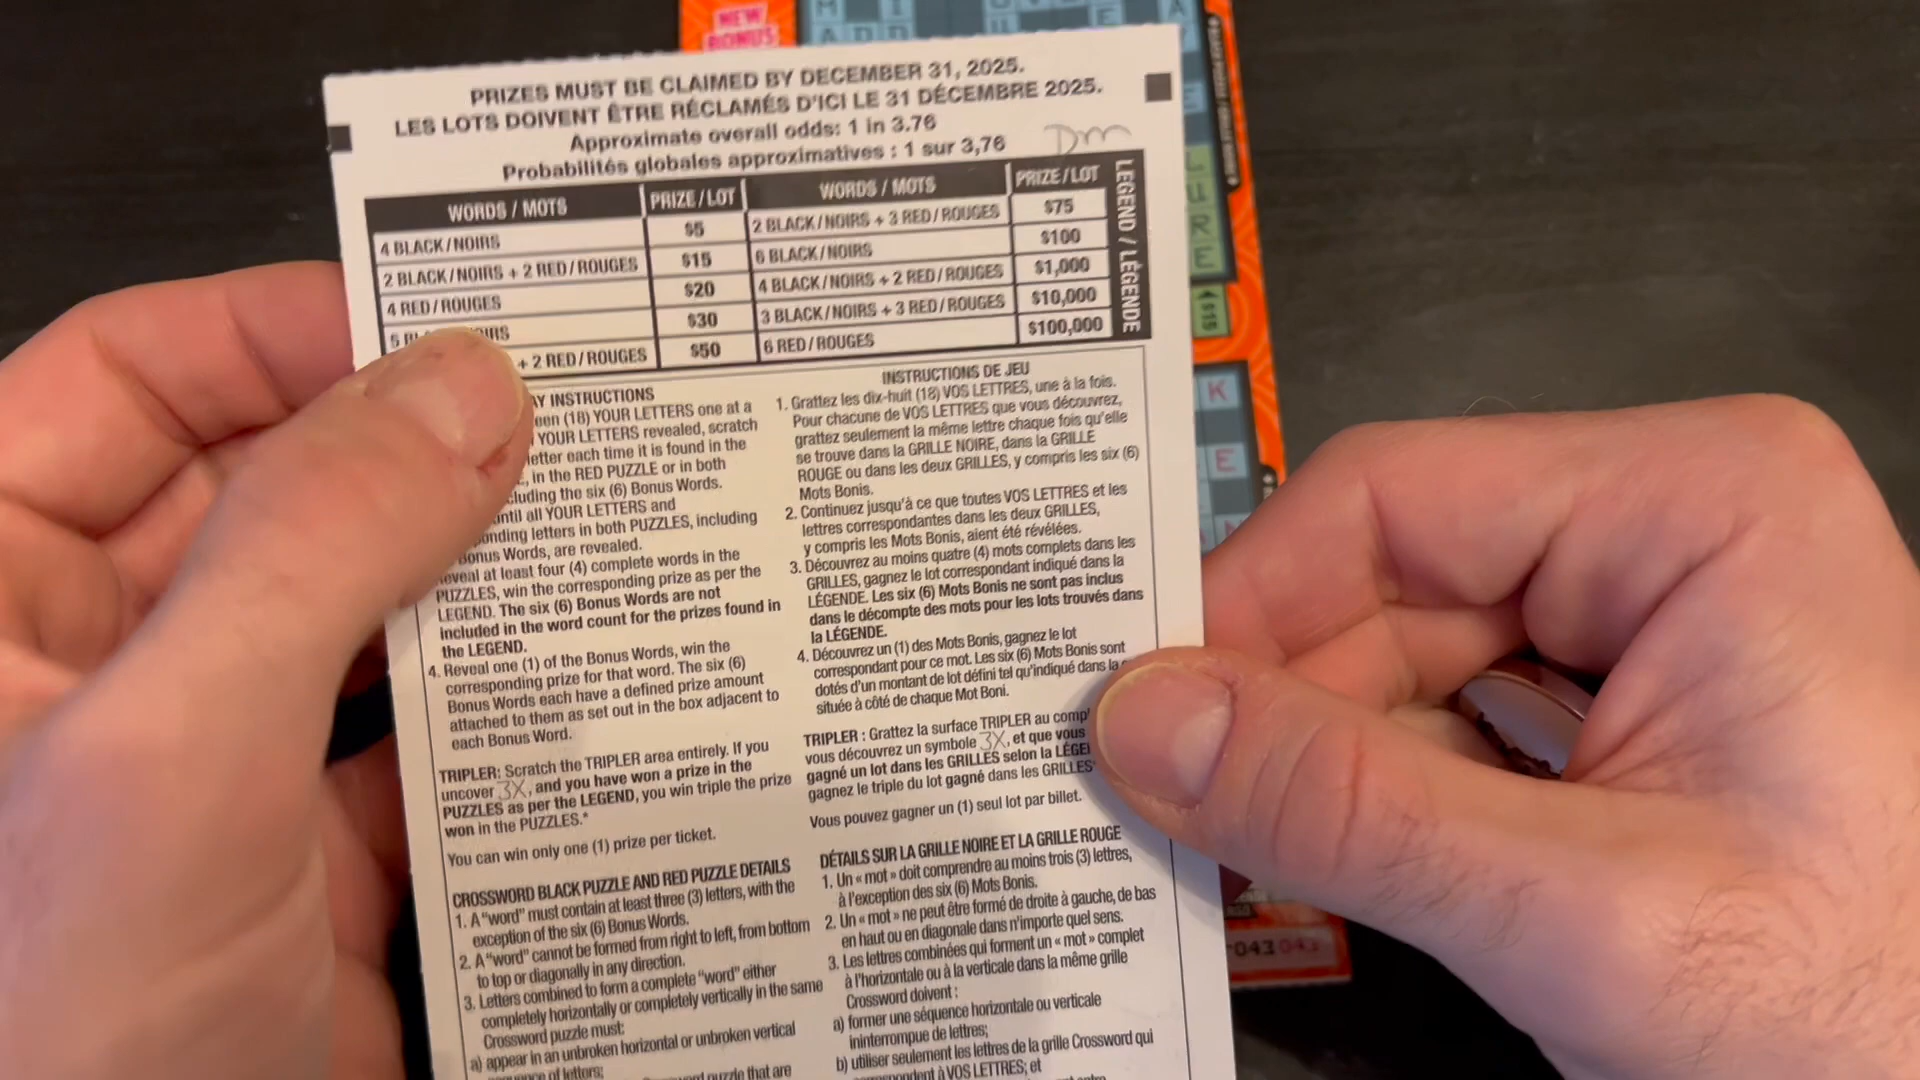 NEW
BONUS
PRIZES MUST BE CLAIMED BY DECEMBER 31, 2025.
LES LOTS DOIVENT ÊTRE RÉCLAMÉS D'ICI LE 31 DÉCEMBRE 2025.
Approximate overall odds: 1 in 3.76
Probabilités globales approximatives : 1 sur 3,76
Dm
WORDS / MOTS PRIZE / LOT WORDS / MOTS PRIZE / LOT
4 BLACK/NOIRS $5 2 BLACK/NOIRS + 3 RED/ROUGES $75
2 BLACK/NOIRS + 2 RED/ROUGES $15 6 BLACK/NOIRS $100
4 RED/ROUGES $20 4 BLACK/NOIRS + 2 RED/ROUGES $1,000
5 $30 3 BLACK/NOIRS + 3 RED/ROUGES $10,000
+ 2 RED/ROUGES $50 6 RED/ROUGES $100,000
LEGEND / LÉGENDE
INSTRUCTIONS
(18) YOUR LETTERS one at a
YOUR LETTERS revealed, scratch
letter each time it is found in the
in the RED PUZZLE or in both
the six (6) Bonus Words.
until all YOUR LETTERS and
letters in both PUZZLES, including
Bonus Words, are revealed.
Reveal at least four (4) complete words in the
PUZZLES, win the corresponding prize as per the
LEGEND. The six (6) Bonus Words are not
included in the word count for the prizes found in
the LEGEND.
4. Reveal one (1) of the Bonus Words, win the
corresponding prize for that word. The six (6)
Bonus Words each have a defined prize amount
attached to them as set out in the box adjacent to
each Bonus Word.
TRIPLER: Scratch the TRIPLER area entirely. If you
uncover 3X, and you have won a prize in the
PUZZLES as per the LEGEND, you win triple the prize
won in the PUZZLES.*
You can win only one (1) prize per ticket.
CROSSWORD BLACK PUZZLE AND RED PUZZLE DETAILS
1. A "word" must contain at least three (3) letters, with the
exception of the six (6) Bonus Words.
2. A "word" cannot be formed from right to left, from bottom
to top or diagonally in any direction.
3. Letters combined to form a complete "word" either
completely horizontally or completely vertically in the same
Crossword puzzle must:
a) appear in an unbroken horizontal or unbroken vertical
sequence of letters;
puzzle that are
INSTRUCTIONS DE JEU
1. Grattez les dix-huit (18) VOS LETTRES, une à la fois.
Pour chacune de VOS LETTRES que vous découvrez,
grattez seulement la même lettre chaque fois qu'elle
se trouve dans la GRILLE NOIRE, dans la GRILLE
ROUGE ou dans les deux GRILLES, y compris les six (6)
Mots Bonis.
2. Continuez jusqu'à ce que toutes VOS LETTRES et les
lettres correspondantes dans les deux GRILLES,
y compris les Mots Bonis, aient été révélées.
3. Découvrez au moins quatre (4) mots complets dans les
GRILLES, gagnez le lot correspondant indiqué dans la
LÉGENDE. Les six (6) Mots Bonis ne sont pas inclus
dans le décompte des mots pour les lots trouvés dans
la LÉGENDE.
4. Découvrez un (1) des Mots Bonis, gagnez le lot
correspondant pour ce mot. Les six (6) Mots Bonis sont
dotés d'un montant de lot défini tel qu'indiqué dans la
située à côté de chaque Mot Boni.
TRIPLER : Grattez la surface TRIPLER au
vous découvrez un symbole 3X, et que vous
gagné un lot dans les GRILLES selon la
gagnez le triple du lot gagné dans les GRILLES
Vous pouvez gagner un (1) seul lot par billet.
DÉTAILS SUR LA GRILLE NOIRE ET LA GRILLE ROUGE
1. Un « mot » doit comprendre au moins trois (3) lettres,
à l'exception des six (6) Mots Bonis.
2. Un « mot » ne peut être formé de droite à gauche, de bas
en haut ou en diagonale dans n'importe quel sens.
3. Les lettres combinées qui forment un « mot » complet
à l'horizontale ou à la verticale dans la même grille
Crossword doivent :
a) former une séquence horizontale ou verticale
ininterrompue de lettres;
b) utiliser seulement les lettres de la grille Crossword qui
à VOS LETTRES; et
A D D
L
U
R
E
$15
K
E
043 043